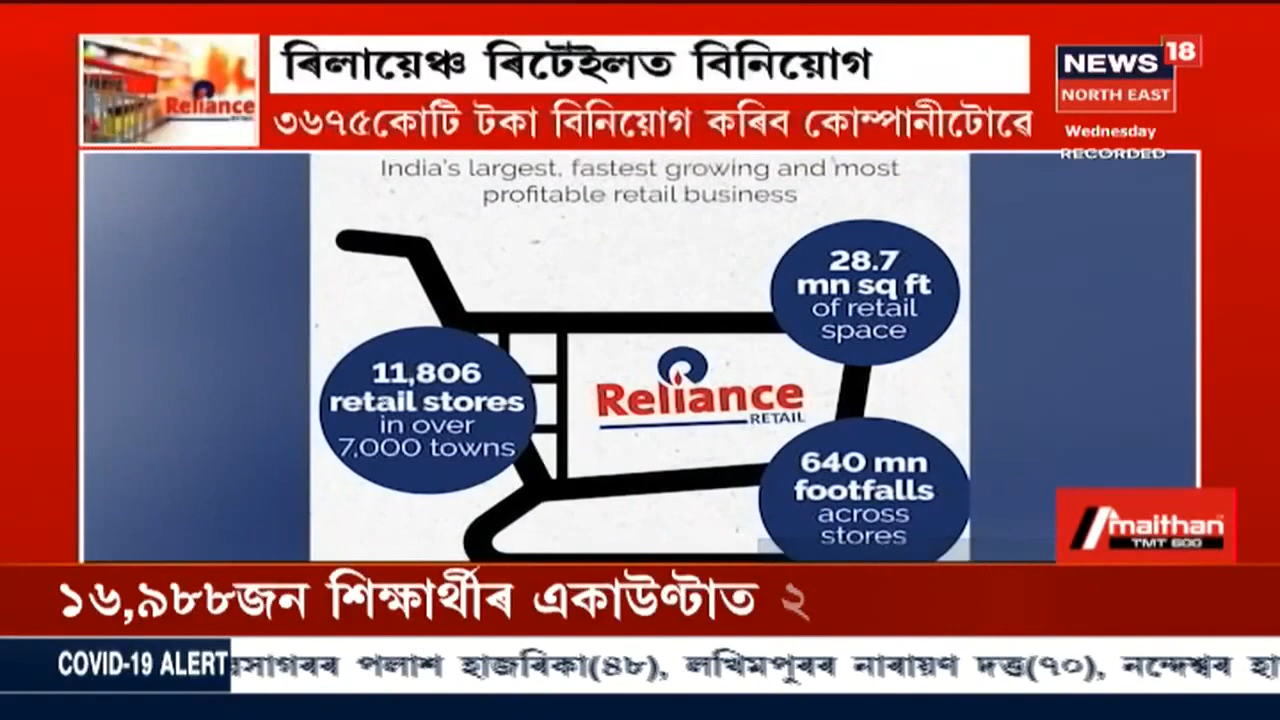 ৰিলায়েঞ্চ ৰিটেইলত বিনিয়োগ
৩৬৭৫কোটি টকা বিনিয়োগ কৰিব কোম্পানীটোৱে
Reliance
NEWS 18
NORTH EAST
Wednesday
RECORDED
India's largest, fastest growing and most
profitable retail business
28.7
mn sq ft
of retail
space
11,806
retail stores
in over
7,000 towns
Reliance
RETAIL
640 mn
footfalls
across
stores
maithan
TMT 600
১৬,৯৮৮জন শিক্ষাৰ্থীৰ একাউণ্টাত ২
COVID-19 ALERT
পলাশ হাজৰিকা(৪৮), লখিমপুৰৰ নাৰায়ণ দত্ত(৭০), নন্দেশ্বৰ